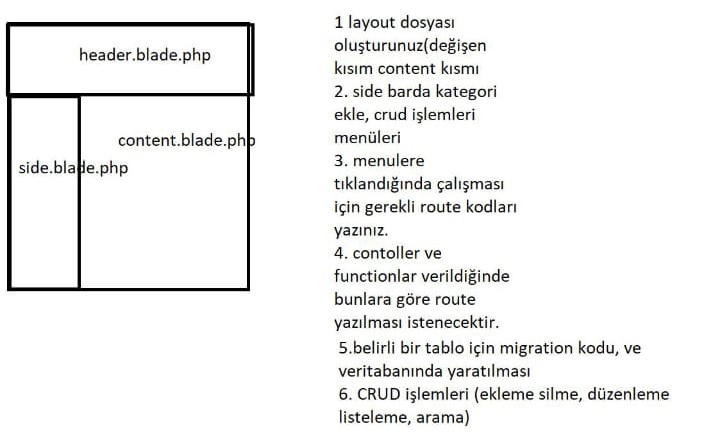 header.blade.php
content.blade.php
side.blade.php
1 layout dosyası
oluşturunuz(değişen
kısım content kısmı
2. side barda kategori
ekle, crud işlemleri
menüleri
3. menulere
tıklandığında çalışması
için gerekli route kodları
yazınız.
4. contoller ve
functionlar verildiğinde
bunlara göre route
yazılması istenecektir.
5.belirli bir tablo için migration kodu, ve
veritabanında yaratılması
6. CRUD işlemleri (ekleme silme, düzenleme
listeleme, arama)